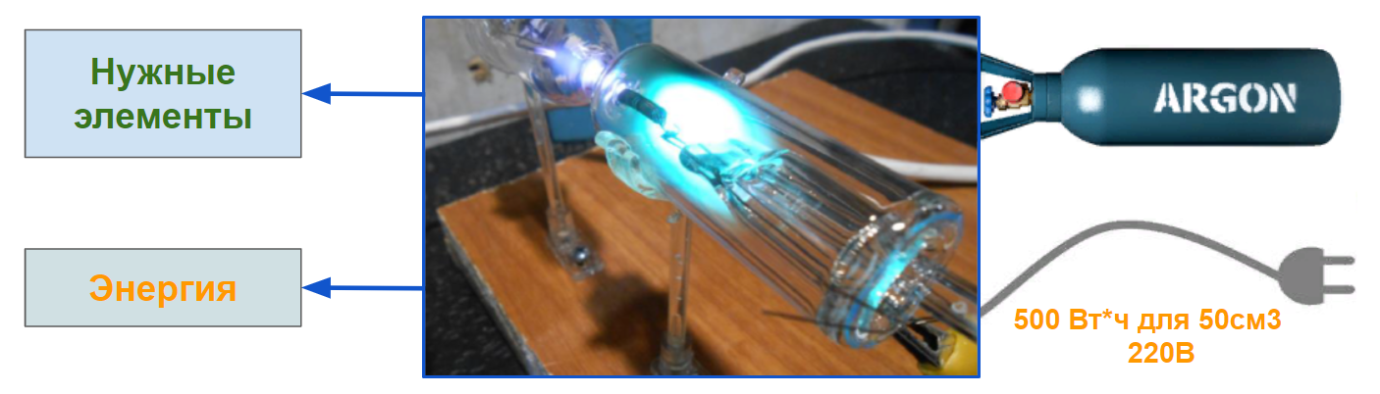 Нужные
элементы
Энергия
ARGON
500 Вт*ч для 50см3
220В